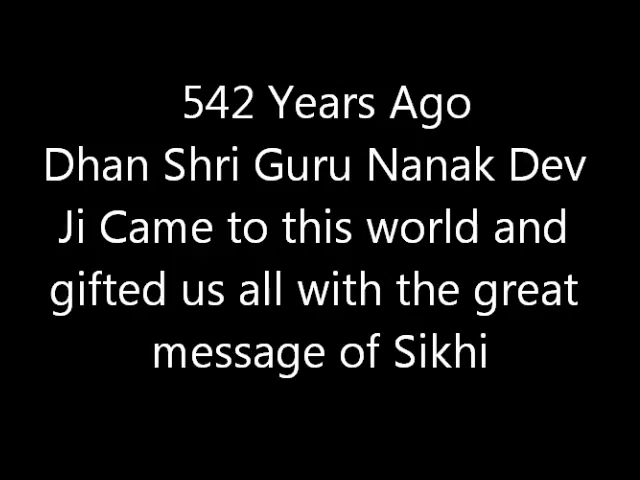 542 Years Ago
Dhan Shri Guru Nanak Dev
Ji Came to this world and
gifted us all with the great
message of Sikhi